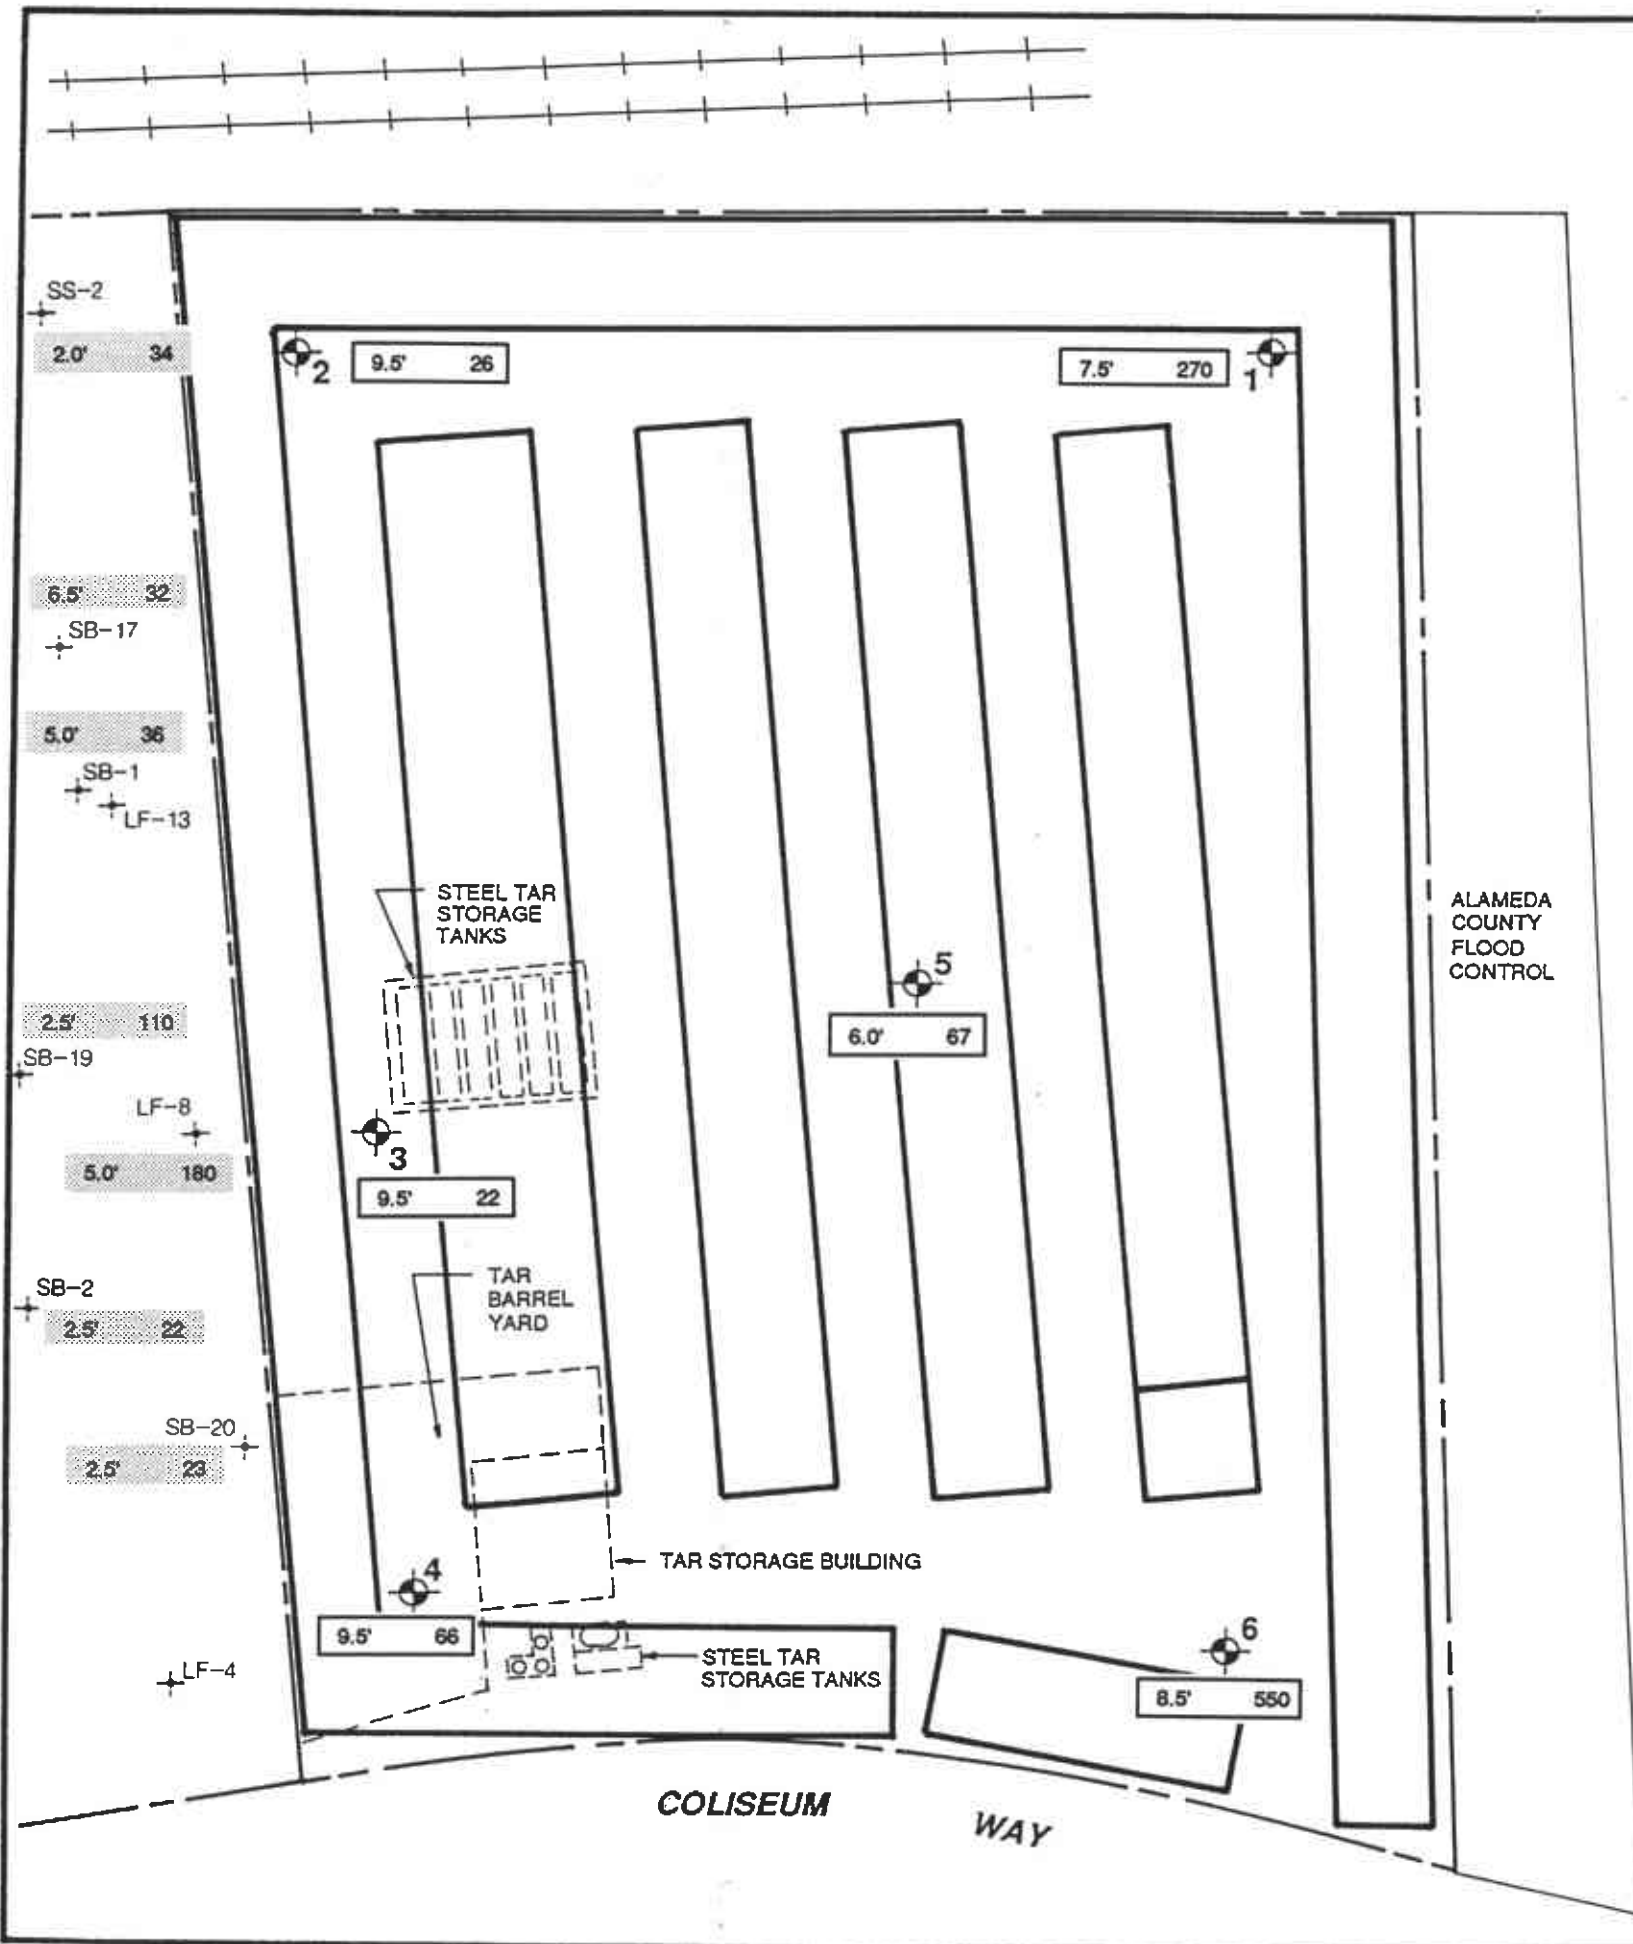 SS-2
2.0' 34
2
9.5' 26
7.5' 270
1
6.5' 32
SB-17
5.0' 36
SB-1
LF-13
STEEL TAR
STORAGE
TANKS
ALAMEDA
COUNTY
FLOOD
CONTROL
5
6.0' 67
2.5' 110
SB-19
LF-8
5.0' 180
3
9.5' 22
SB-2
2.5' 22
TAR
BARREL
YARD
SB-20
2.5' 23
TAR STORAGE BUILDING
4
9.5' 66
STEEL TAR
STORAGE TANKS
6
8.5' 550
LF-4
COLISEUM WAY